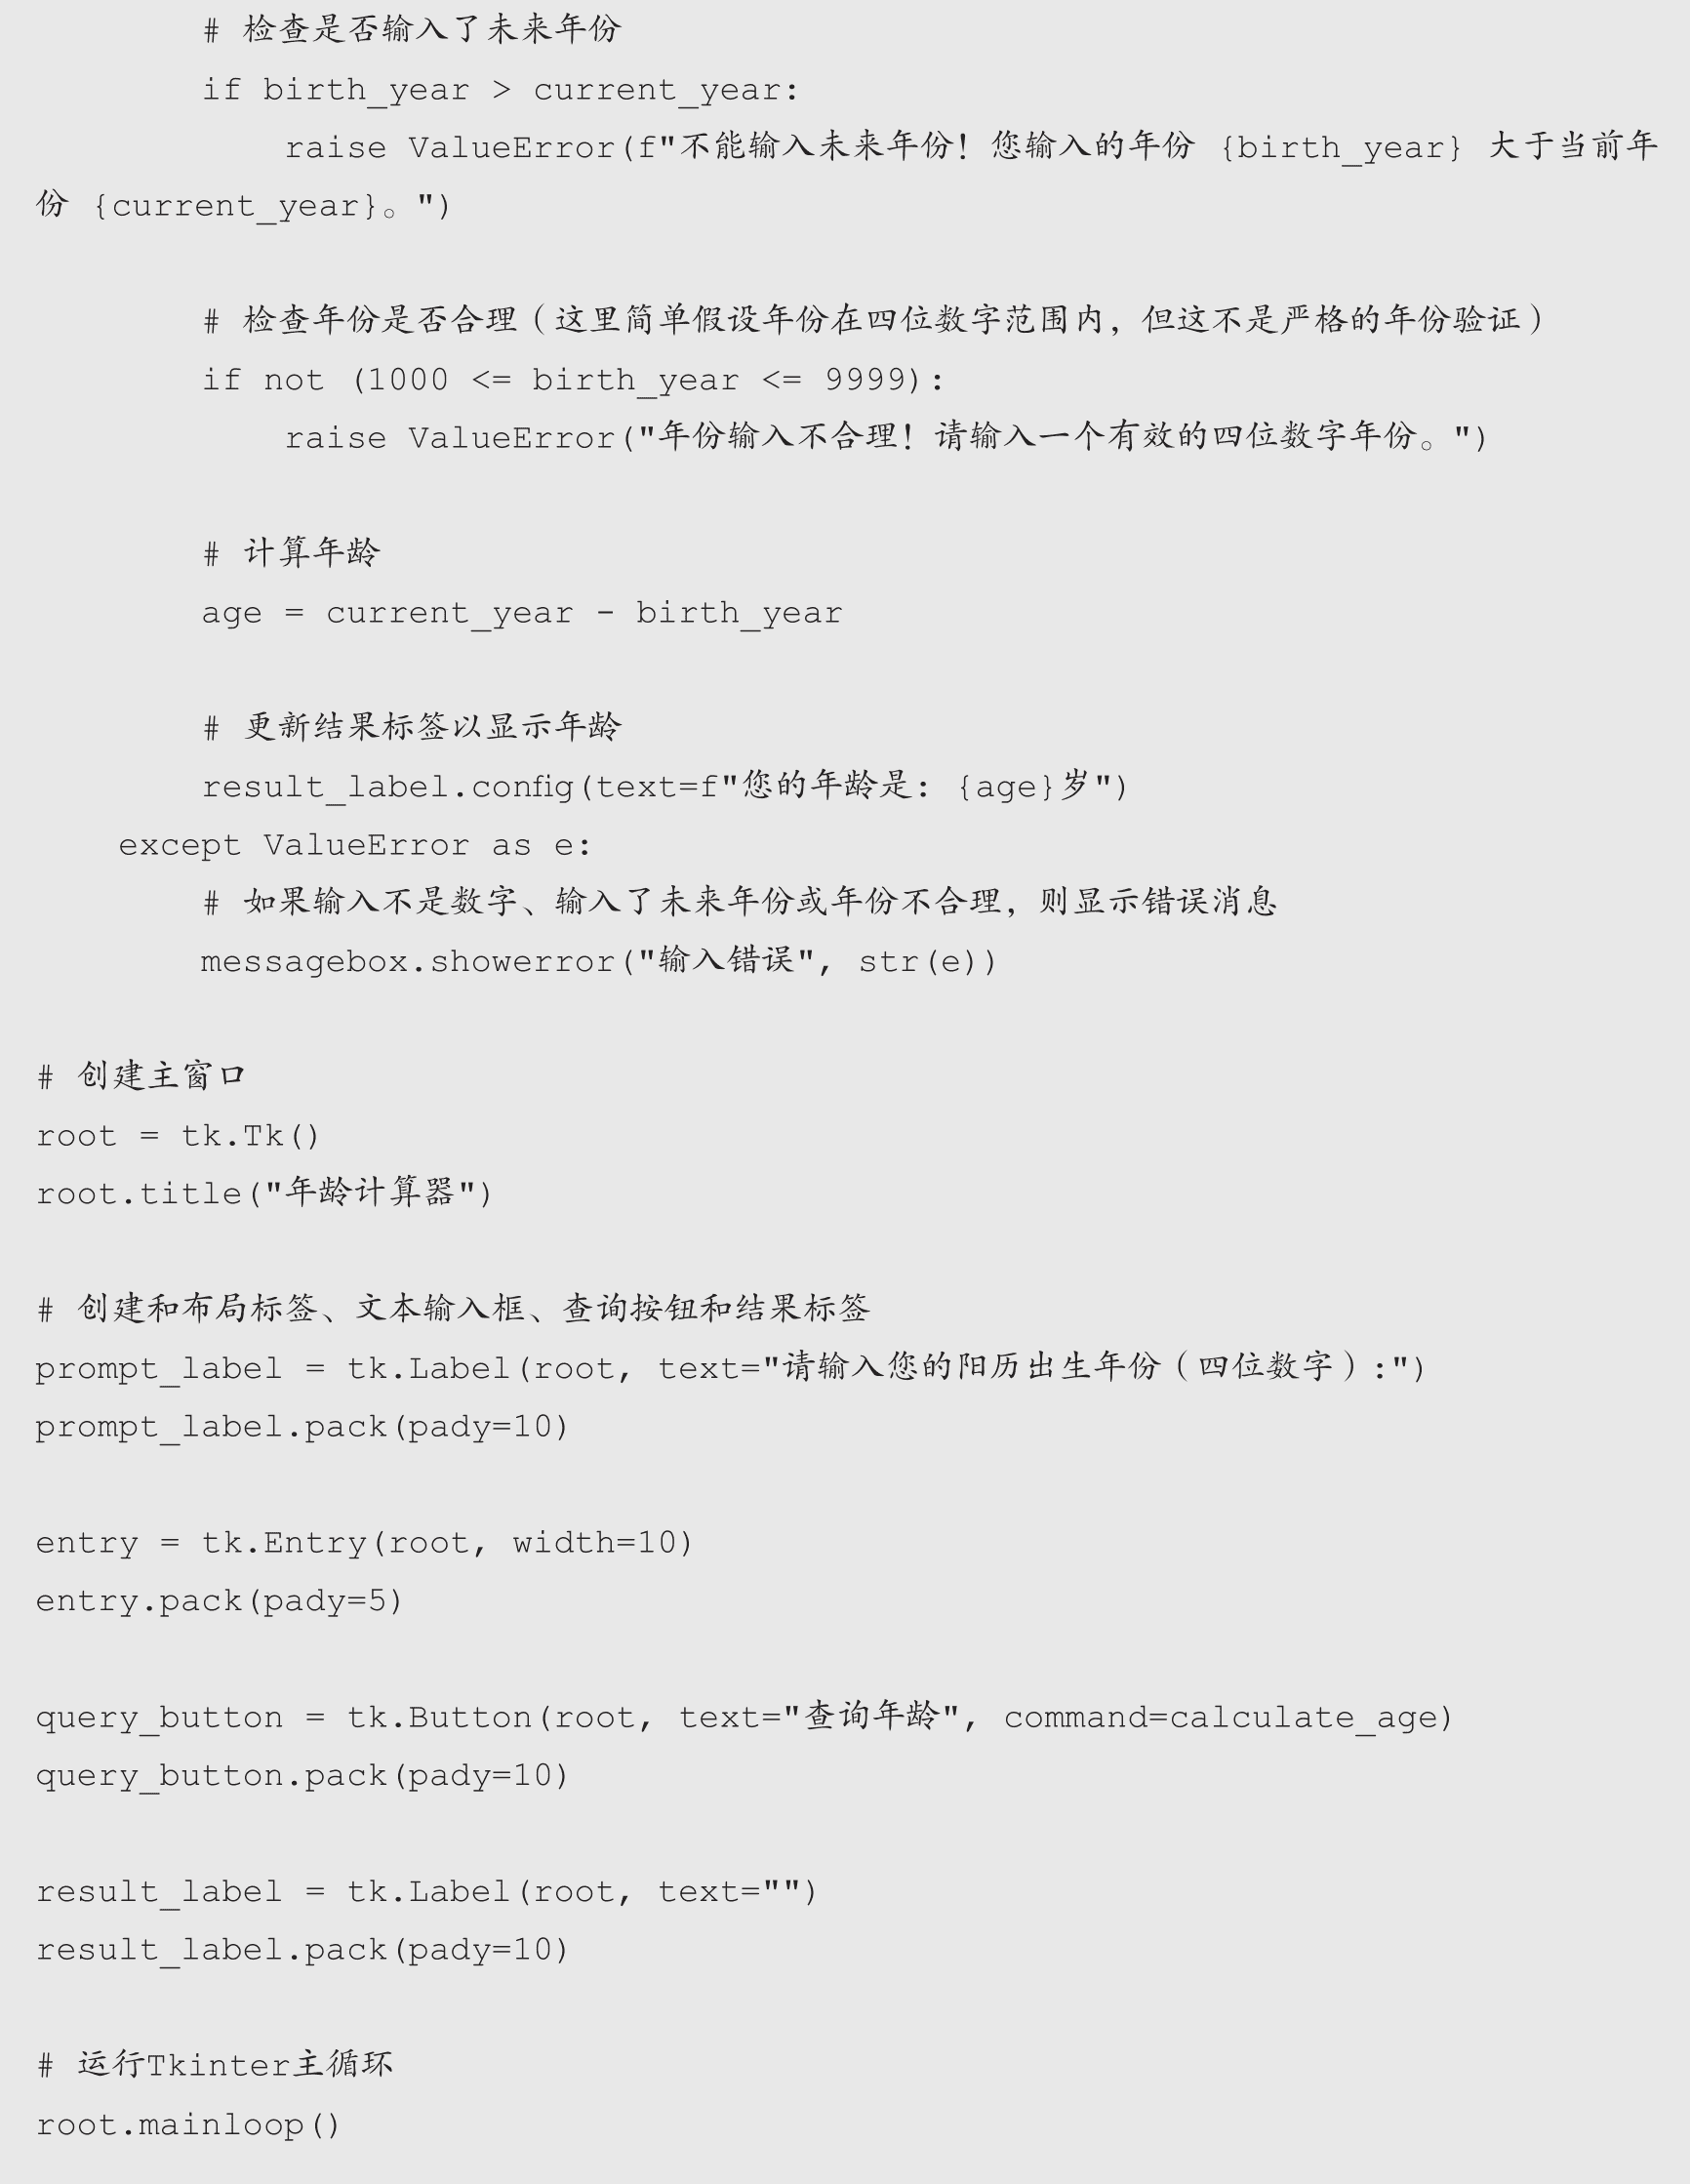 # 检查是否输入了未来年份
if birth_year > current_year:
raise ValueError(f"不能输入未来年份！您输入的年份 {birth_year} 大于当前年
份 {current_year}。")
# 检查年份是否合理（这里简单假设年份在四位数字范围内，但这不是严格的年份验证）
if not (1000 <= birth_year <= 9999):
raise ValueError("年份输入不合理！请输入一个有效的四位数字年份。")
# 计算年龄
age = current_year - birth_year
# 更新结果标签以显示年龄
result_label.config(text=f"您的年龄是: {age}岁")
except ValueError as e:
# 如果输入不是数字、输入了未来年份或年份不合理，则显示错误消息
messagebox.showerror("输入错误", str(e))
# 创建主窗口
root = tk.Tk()
root.title("年龄计算器")
# 创建和布局标签、文本输入框、查询按钮和结果标签
prompt_label = tk.Label(root, text="请输入您的阳历出生年份（四位数字）:")
prompt_label.pack(pady=10)
entry = tk.Entry(root, width=10)
entry.pack(pady=5)
query_button = tk.Button(root, text="查询年龄", command=calculate_age)
query_button.pack(pady=10)
result_label = tk.Label(root, text="")
result_label.pack(pady=10)
# 运行Tkinter主循环
root.mainloop()